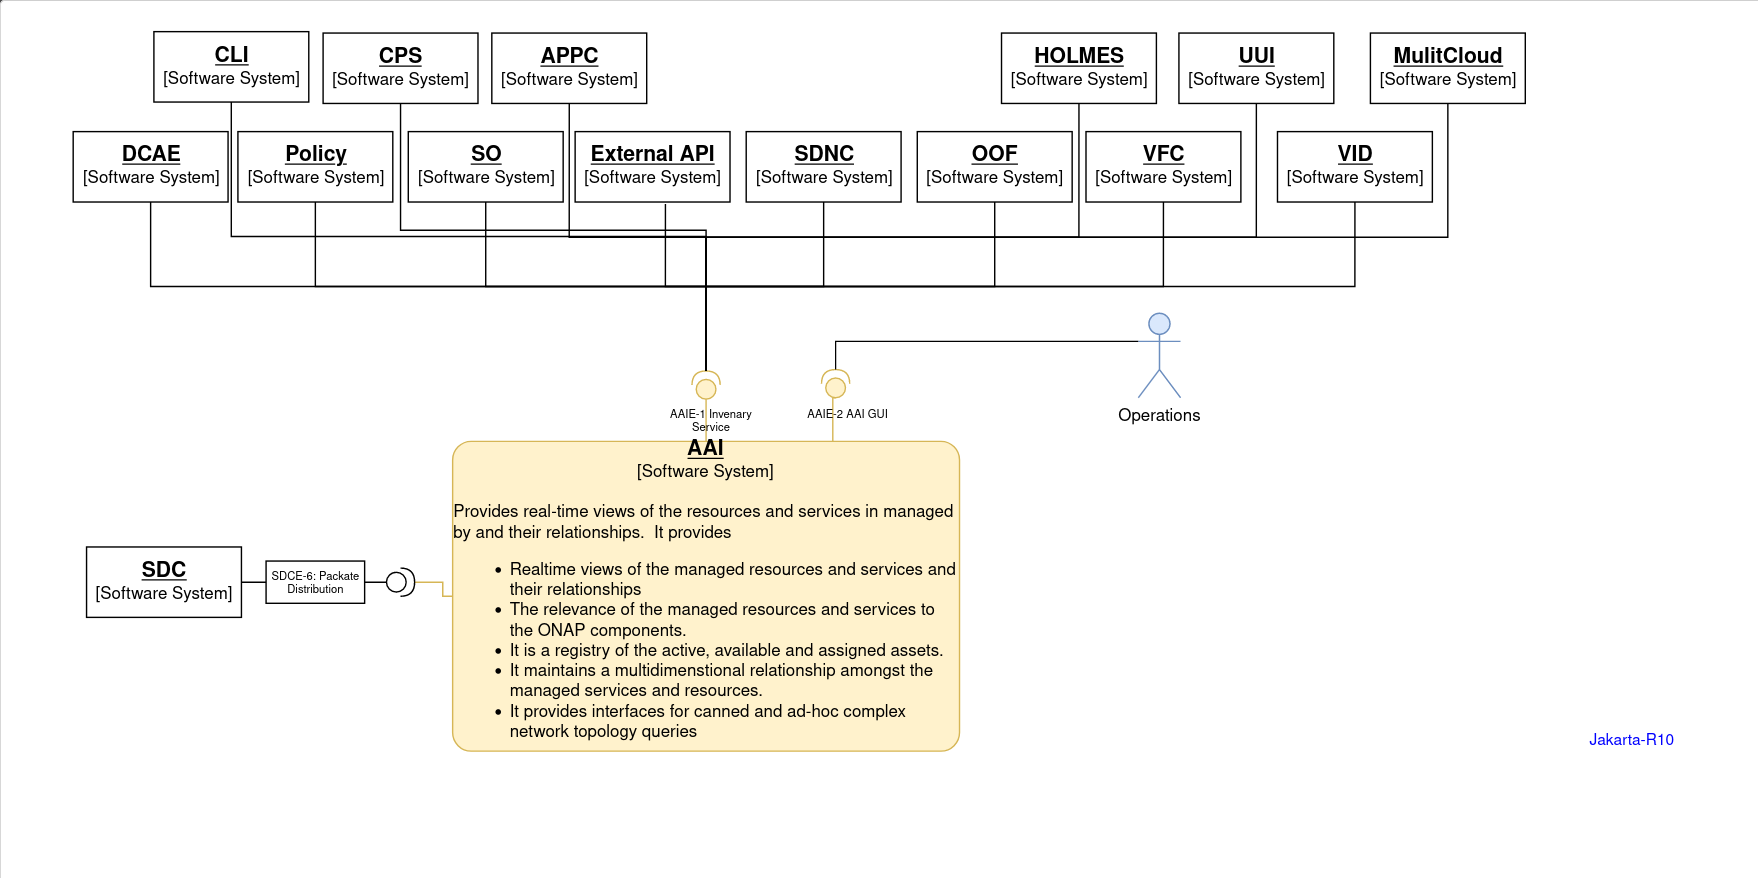 CLI
[Software System]
CPS
[Software System]
APPC
[Software System]
HOLMES
[Software System]
UUI
[Software System]
MulitCloud
[Software System]
DCAE
[Software System]
Policy
[Software System]
SO
[Software System]
External API
[Software System]
SDNC
[Software System]
OOF
[Software System]
VFC
[Software System]
VID
[Software System]
AAIE-1 Invenary
Service
AAIE-2 AAI GUI
Operations
AAI
[Software System]
Provides real-time views of the resources and services in managed
by and their relationships.  It provides
• Realtime views of the managed resources and services and
their relationships
• The relevance of the managed resources and services to
the ONAP components.
• It is a registry of the active, available and assigned assets.
• It maintains a multidimenstional relationship amongst the
managed services and resources.
• It provides interfaces for canned and ad-hoc complex
network topology queries
SDC
[Software System]
SDCE-6: Packate
Distribution
Jakarta-R10